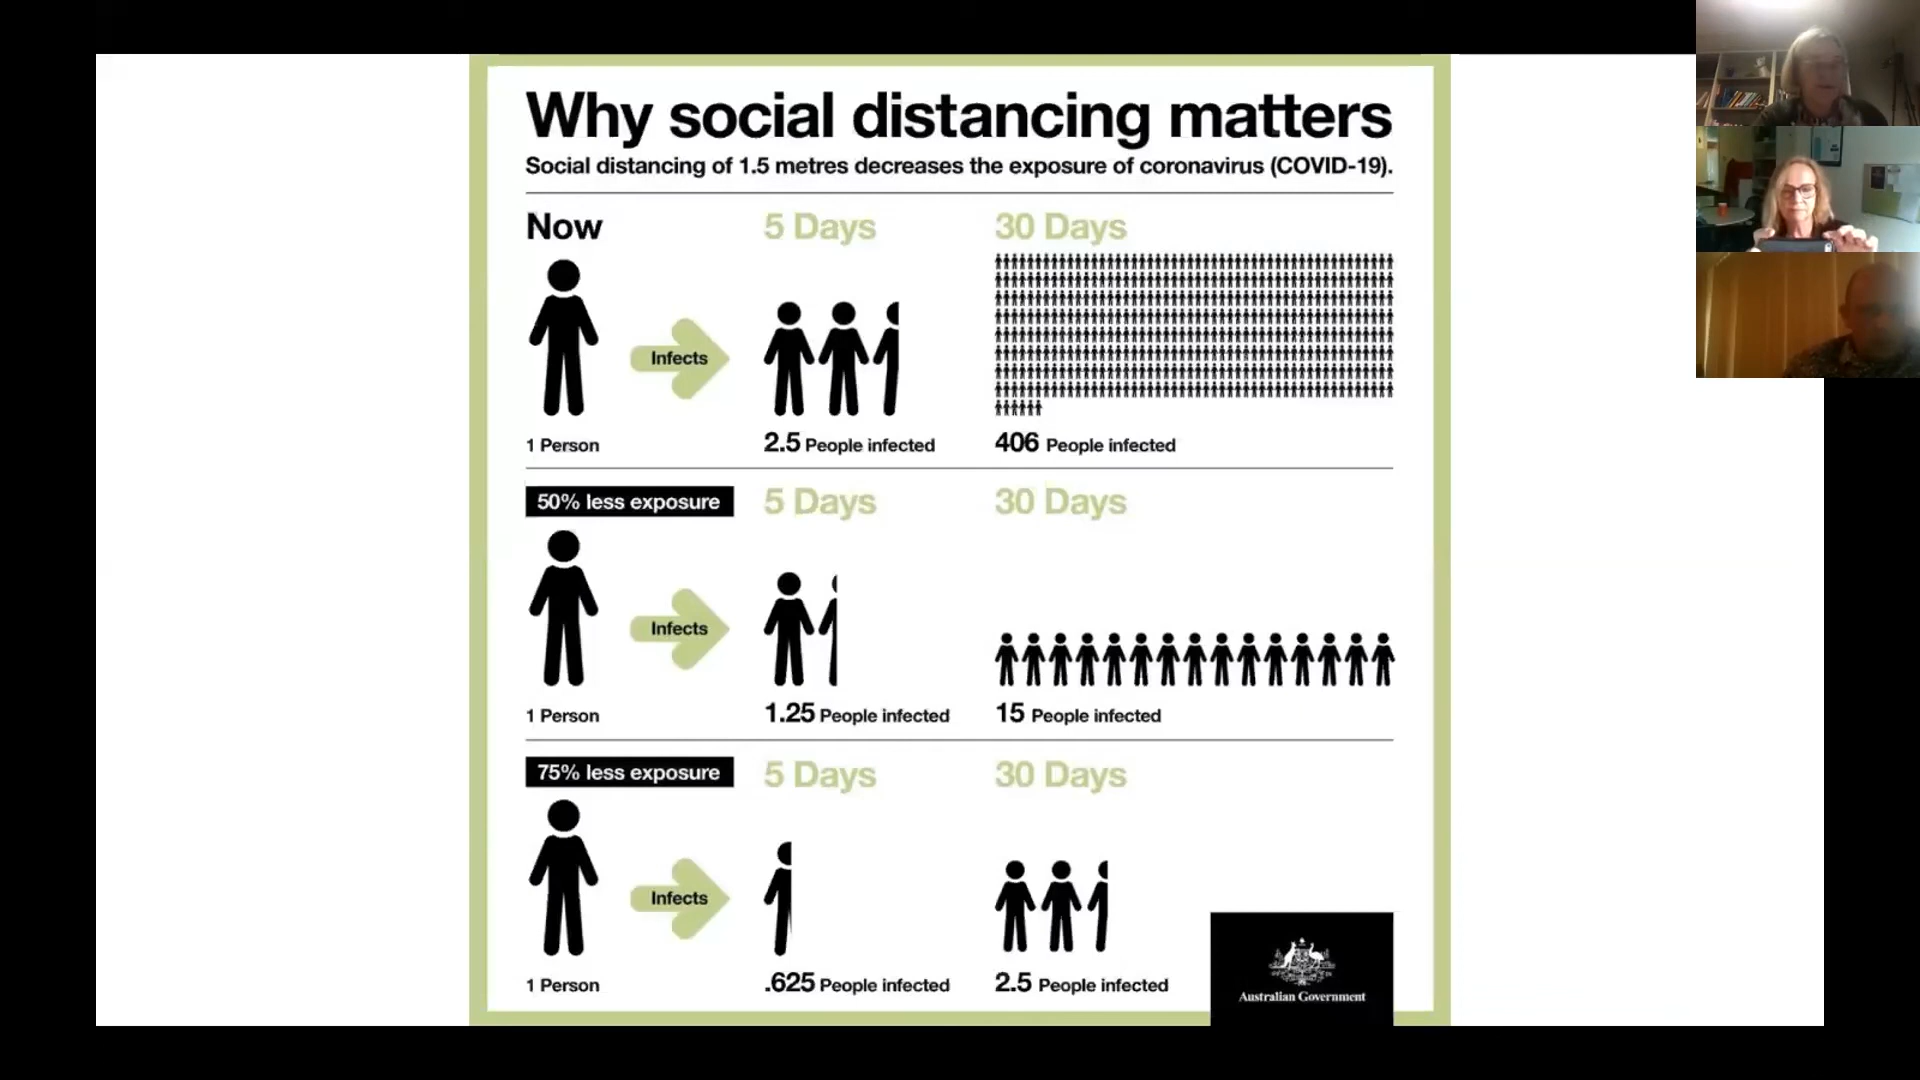 Why social distancing matters
Social distancing of 1.5 metres decreases the exposure of coronavirus (COVID-19).
Now
5 Days
30 Days
Infects
1 Person
2.5 People infected
406 People infected
50% less exposure
5 Days
30 Days
Infects
1 Person
1.25 People infected
15 People infected
75% less exposure
5 Days
30 Days
Infects
1 Person
.625 People infected
2.5 People infected
Australian Government